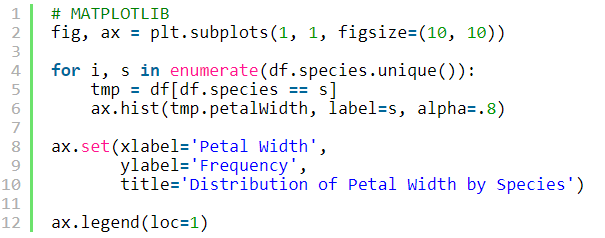 1 # MATPLOTLIB
2 fig, ax = plt.subplots(1, 1, figsize=(10, 10))
3
4 for i, s in enumerate(df.species.unique()):
5     tmp = df[df.species == s]
6     ax.hist(tmp.petalWidth, label=s, alpha=.8)
7
8 ax.set(xlabel='Petal Width',
9        ylabel='Frequency',
10        title='Distribution of Petal Width by Species')
11
12 ax.legend(loc=1)